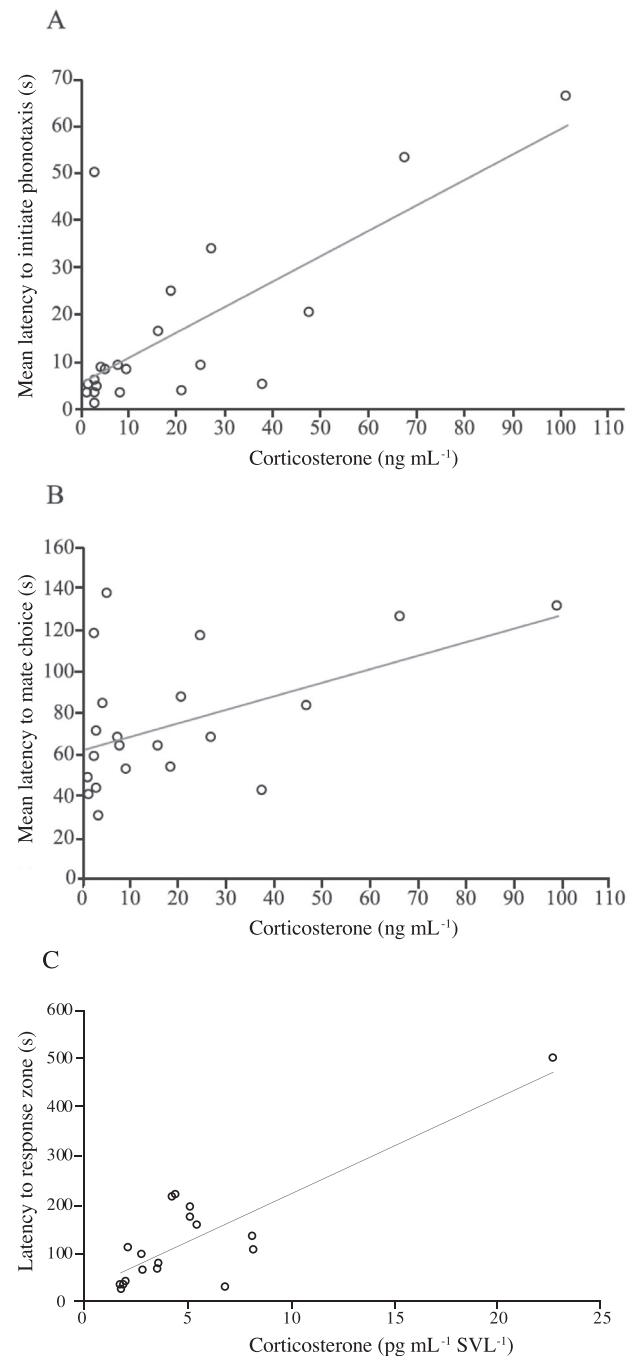 A
Mean latency to initiate phonotaxis (s)
70
60
50
40
30
20
10
0
0 10 20 30 40 50 60 70 80 90 100 110
Corticosterone (ng mL⁻¹)
B
Mean latency to mate choice (s)
160
140
120
100
80
60
40
20
0
0 10 20 30 40 50 60 70 80 90 100 110
Corticosterone (ng mL⁻¹)
C
Latency to response zone (s)
600
500
400
300
200
100
0
0 5 10 15 20 25
Corticosterone (pg mL⁻¹ SVL⁻¹)